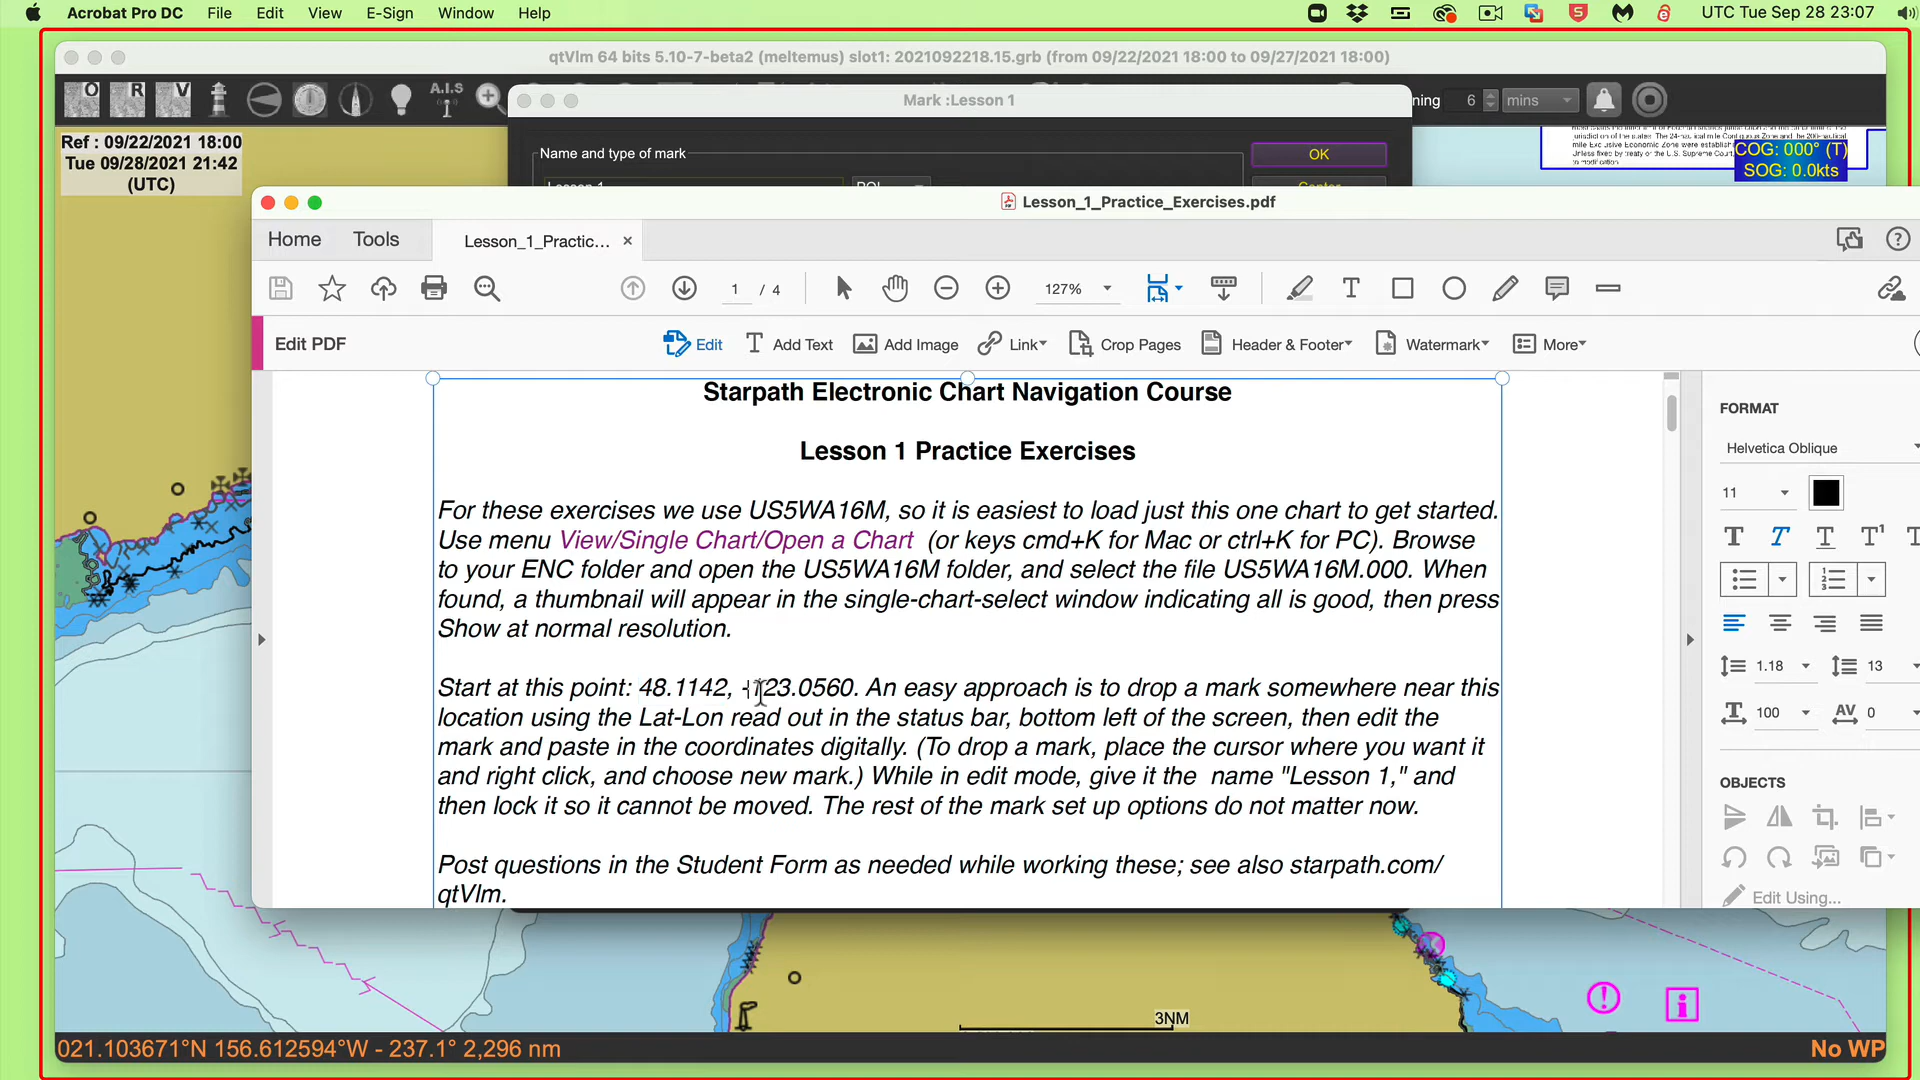 Acrobat Pro DC File Edit View E-Sign Window Help UTC Tue Sep 28 23:07
qtVlm 64 bits 5.10-7-beta2 (meltemus) slot1: 2021092218.15.grb (from 09/22/2021 18:00 to 09/27/2021 18:00)
O R V A.I.S
Mark :Lesson 1
6 mins
Ref : 09/22/2021 18:00
Tue 09/28/2021 21:42
(UTC)
Name and type of mark
OK
COG: 000° (T)
SOG: 0.0kts
Lesson_1_Practice_Exercises.pdf
Home Tools Lesson_1_Practic... ×
1 / 4 127%
Edit PDF Edit Add Text Add Image Link Crop Pages Header & Footer Watermark More
Starpath Electronic Chart Navigation Course
Lesson 1 Practice Exercises
For these exercises we use US5WA16M, so it is easiest to load just this one chart to get started.
Use menu View/Single Chart/Open a Chart (or keys cmd+K for Mac or ctrl+K for PC). Browse
to your ENC folder and open the US5WA16M folder, and select the file US5WA16M.000. When
found, a thumbnail will appear in the single-chart-select window indicating all is good, then press
Show at normal resolution.
Start at this point: 48.1142, -123.0560. An easy approach is to drop a mark somewhere near this
location using the Lat-Lon read out in the status bar, bottom left of the screen, then edit the
mark and paste in the coordinates digitally. (To drop a mark, place the cursor where you want it
and right click, and choose new mark.) While in edit mode, give it the name "Lesson 1," and
then lock it so it cannot be moved. The rest of the mark set up options do not matter now.
Post questions in the Student Form as needed while working these; see also starpath.com/
qtVlm.
FORMAT
Helvetica Oblique
11
1.18 13
100 AV 0
OBJECTS
Edit Using...
3NM
021.103671°N 156.612594°W - 237.1° 2,296 nm No WP